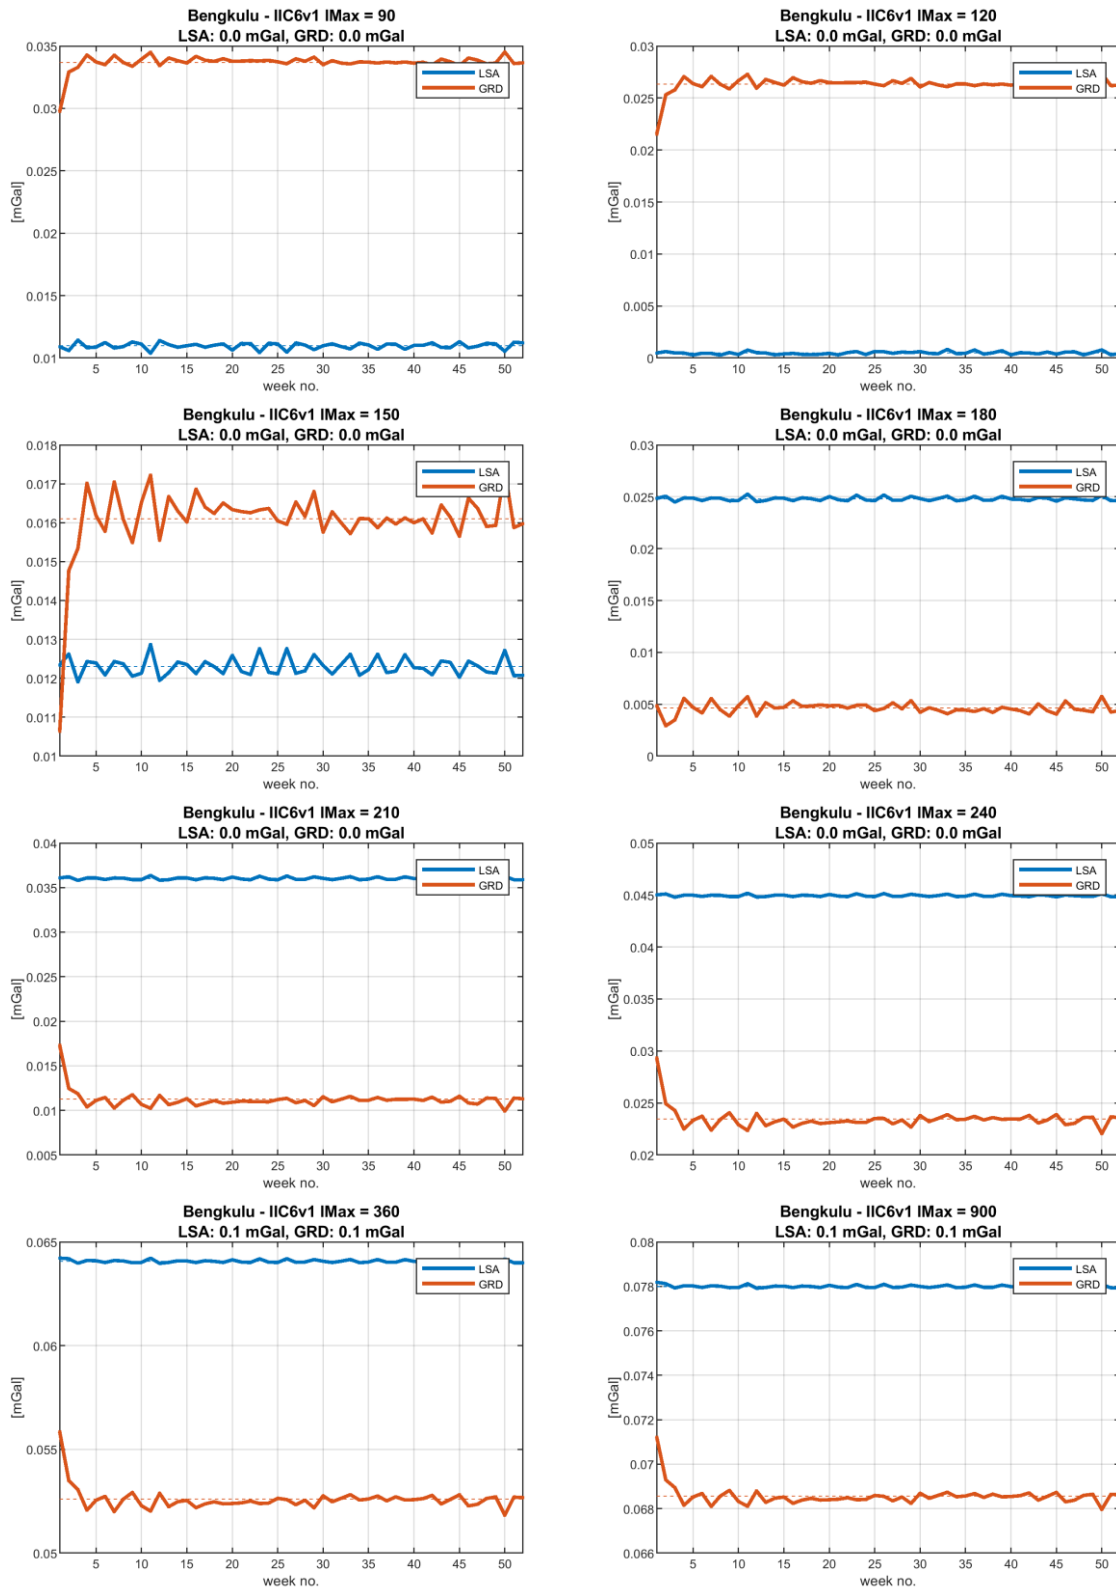 Bengkulu - IIC6v1 lMax = 90
LSA: 0.0 mGal, GRD: 0.0 mGal
0.035
0.03
0.025
0.02
0.015
0.01
[mGal]
LSA
GRD
5 10 15 20 25 30 35 40 45 50
week no.
Bengkulu - IIC6v1 lMax = 120
LSA: 0.0 mGal, GRD: 0.0 mGal
0.03
0.025
0.02
0.015
0.01
0.005
0
[mGal]
LSA
GRD
5 10 15 20 25 30 35 40 45 50
week no.
Bengkulu - IIC6v1 lMax = 150
LSA: 0.0 mGal, GRD: 0.0 mGal
0.018
0.017
0.016
0.015
0.014
0.013
0.012
0.011
0.01
[mGal]
LSA
GRD
5 10 15 20 25 30 35 40 45 50
week no.
Bengkulu - IIC6v1 lMax = 180
LSA: 0.0 mGal, GRD: 0.0 mGal
0.03
0.025
0.02
0.015
0.01
0.005
0
[mGal]
LSA
GRD
5 10 15 20 25 30 35 40 45 50
week no.
Bengkulu - IIC6v1 lMax = 210
LSA: 0.0 mGal, GRD: 0.0 mGal
0.04
0.035
0.03
0.025
0.02
0.015
0.01
0.005
[mGal]
LSA
GRD
5 10 15 20 25 30 35 40 45 50
week no.
Bengkulu - IIC6v1 lMax = 240
LSA: 0.0 mGal, GRD: 0.0 mGal
0.05
0.045
0.04
0.035
0.03
0.025
0.02
[mGal]
LSA
GRD
5 10 15 20 25 30 35 40 45 50
week no.
Bengkulu - IIC6v1 lMax = 360
LSA: 0.1 mGal, GRD: 0.1 mGal
0.065
0.06
0.055
0.05
[mGal]
LSA
GRD
5 10 15 20 25 30 35 40 45 50
week no.
Bengkulu - IIC6v1 lMax = 900
LSA: 0.1 mGal, GRD: 0.1 mGal
0.08
0.078
0.076
0.074
0.072
0.07
0.068
0.066
[mGal]
LSA
GRD
5 10 15 20 25 30 35 40 45 50
week no.